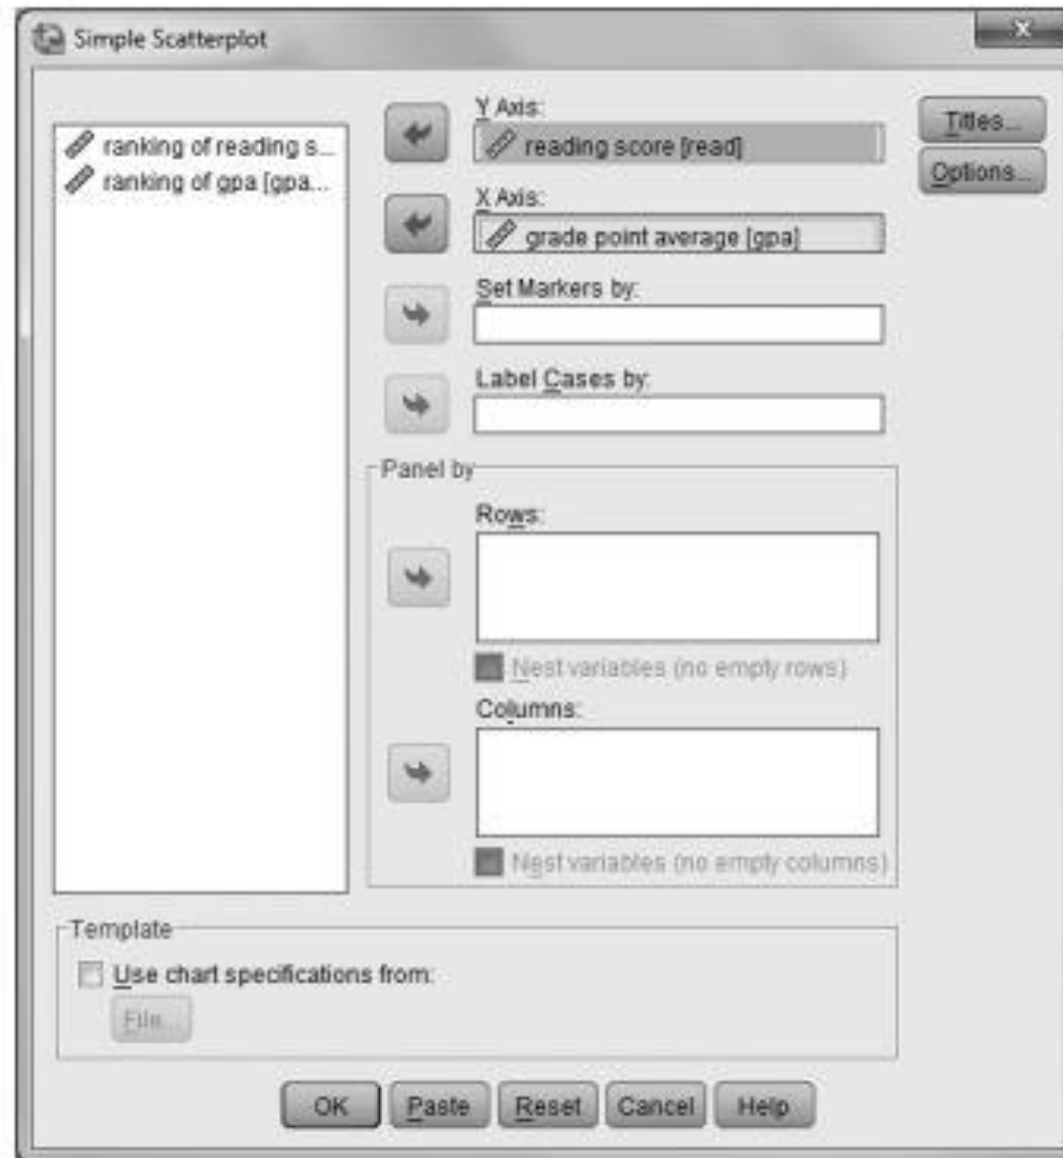 Simple Scatterplot
x
ranking of reading s...
ranking of gpa [gpa...
Y Axis:
reading score [read]
X Axis:
grade point average [gpa]
Set Markers by:
Label Cases by:
Panel by
Rows:
Nest variables (no empty rows)
Columns:
Nest variables (no empty columns)
Titles...
Options...
Template
Use chart specifications from:
File...
OK
Paste
Reset
Cancel
Help